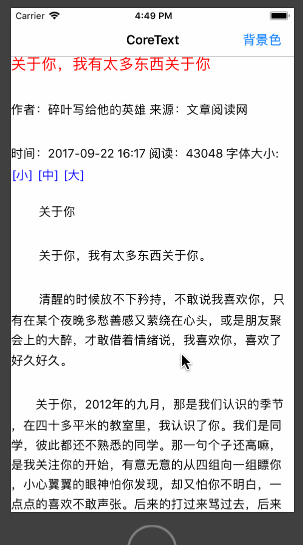 Carrier 4:49 PM
CoreText 背景色
关于你，我有太多东西关于你
作者：碎叶写给他的英雄 来源：文章阅读网
时间：2017-09-22 16:17 阅读：43048 字体大小:
[小] [中] [大]
关于你
关于你，我有太多东西关于你。
清醒的时候放不下矜持，不敢说我喜欢你，只
有在某个夜晚多愁善感又萦绕在心头，或是朋友聚
会上的大醉，才敢借着情绪说，我喜欢你，喜欢了
好久好久。
关于你，2012年的九月，那是我们认识的季节
，在四十多平米的教室里，我认识了你。我们是同
学，彼此都还不熟悉的同学。那一句个子还高嘛，
是我关注你的开始，有意无意的从四组向一组瞟你
，小心翼翼的眼神怕你发现，却又怕你不明白，一
点点的喜欢不敢声张。后来的打过来骂过去，后来